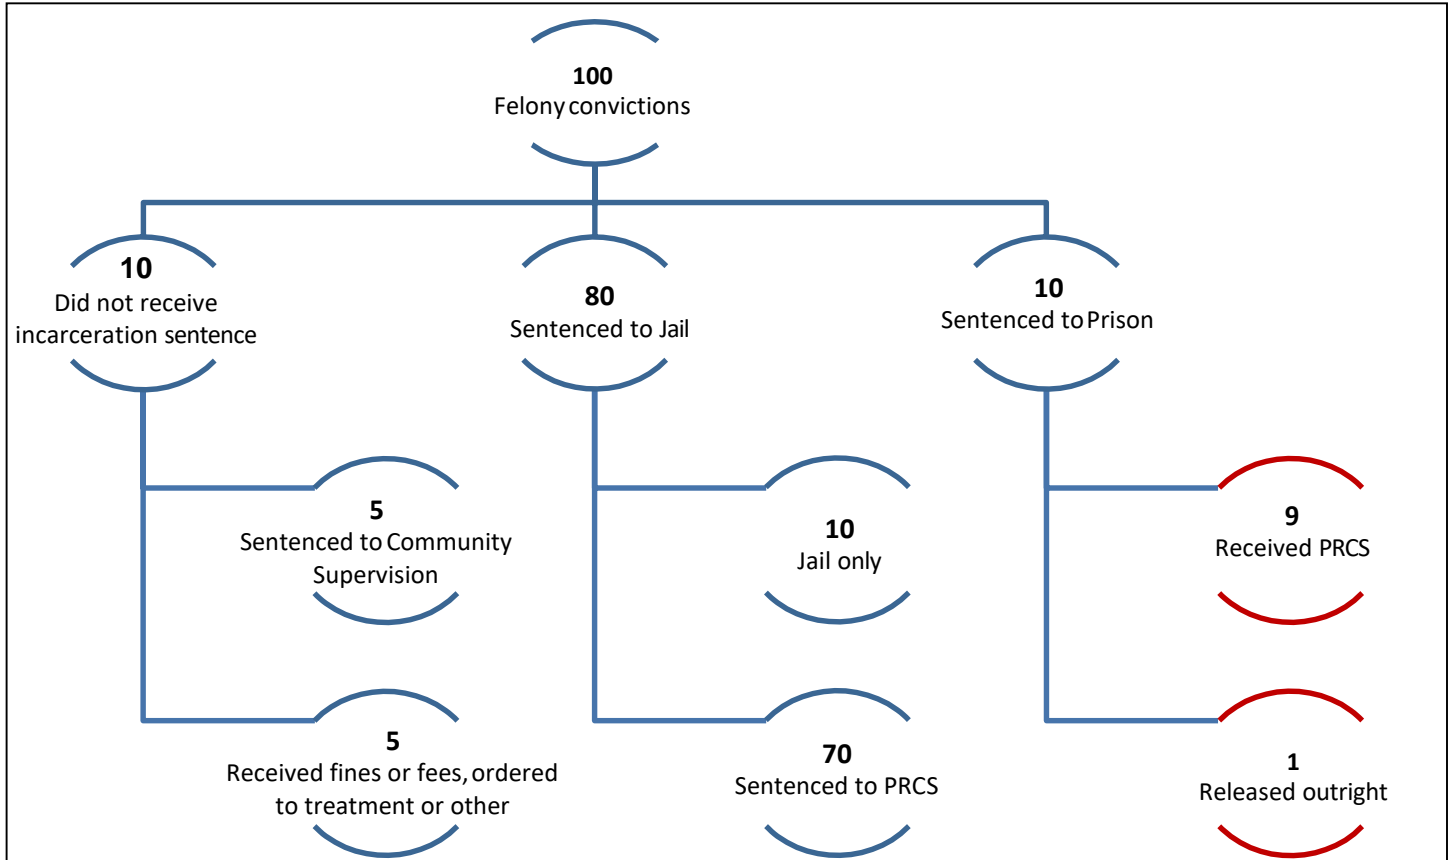 100
Felony convictions
10
Did not receive
incarceration sentence
80
Sentenced to Jail
10
Sentenced to Prison
5
Sentenced to Community
Supervision
10
Jail only
9
Received PRCS
5
Received fines or fees, ordered
to treatment or other
70
Sentenced to PRCS
1
Released outright